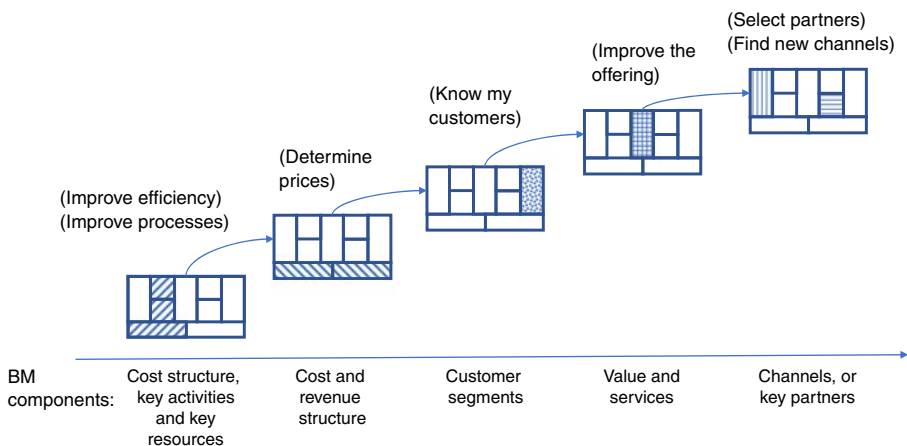 (Select partners)
(Find new channels)
(Improve the
offering)
(Know my
customers)
(Determine
prices)
(Improve efficiency)
(Improve processes)
BM
components:
Cost structure,
key activities
and key
resources
Cost and
revenue
structure
Customer
segments
Value and
services
Channels, or
key partners